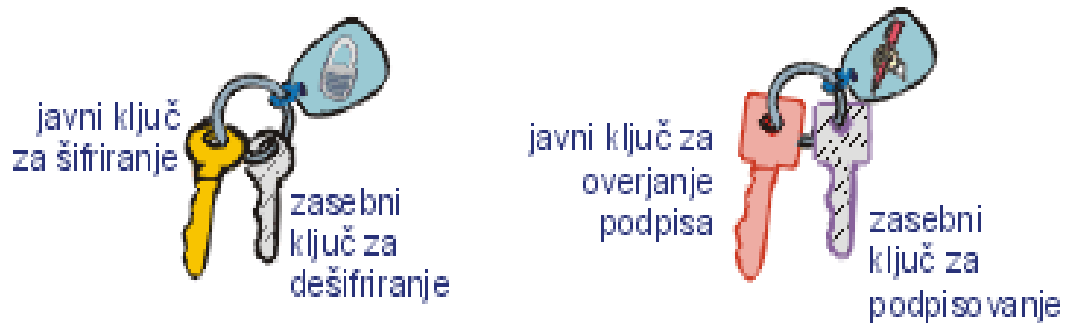 javni ključ
za šifriranje
zasebni
ključ za
dešifriranje
javni ključ za
overjanje
podpisa
zasebni
ključ za
podpisovanje